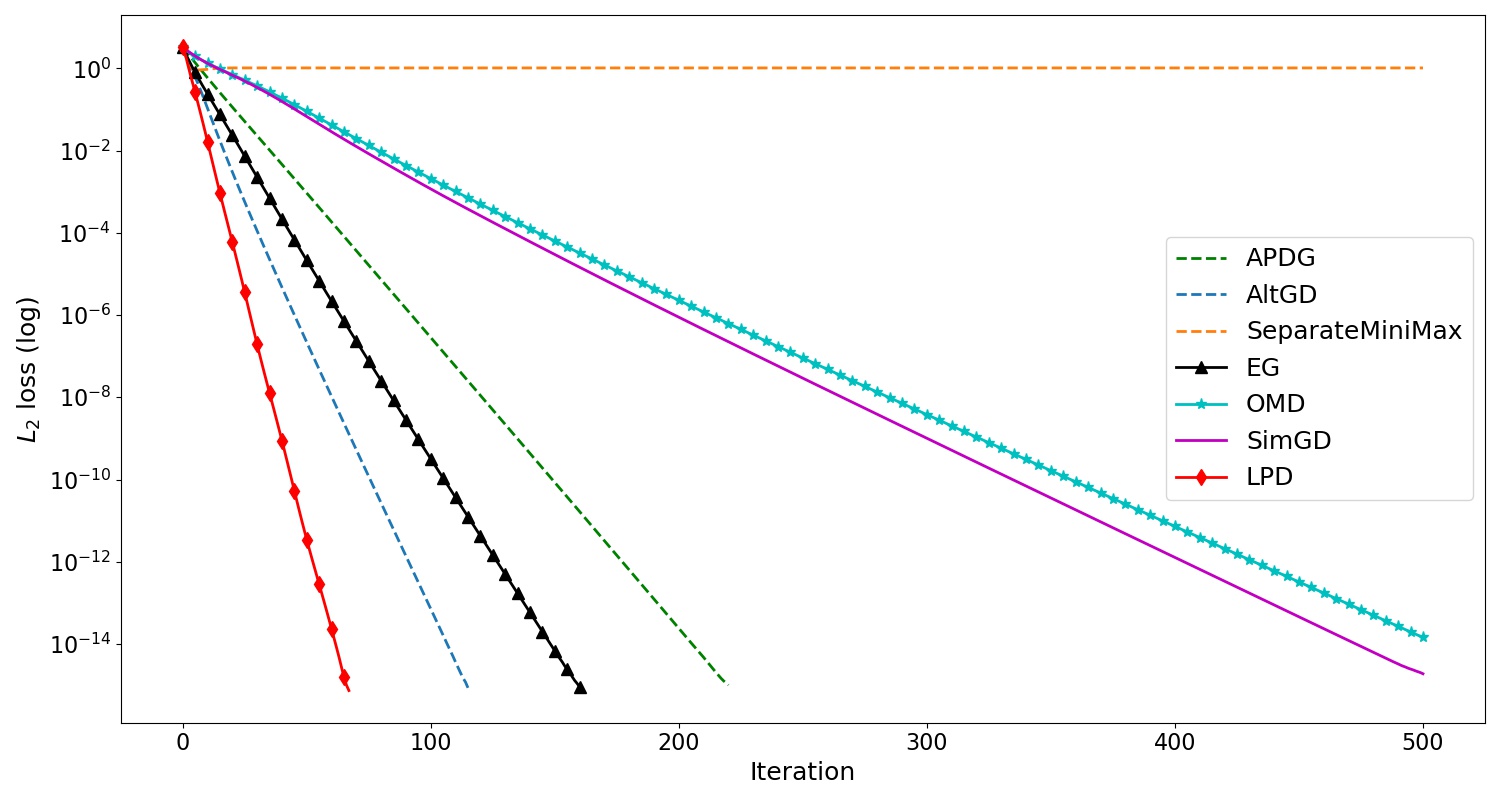 10^0
10^-2
10^-4
10^-6
10^-8
10^-10
10^-12
10^-14
L_2 loss (log)
0
100
200
300
400
500
Iteration
APDG
AltGD
SeparateMiniMax
EG
OMD
SimGD
LPD